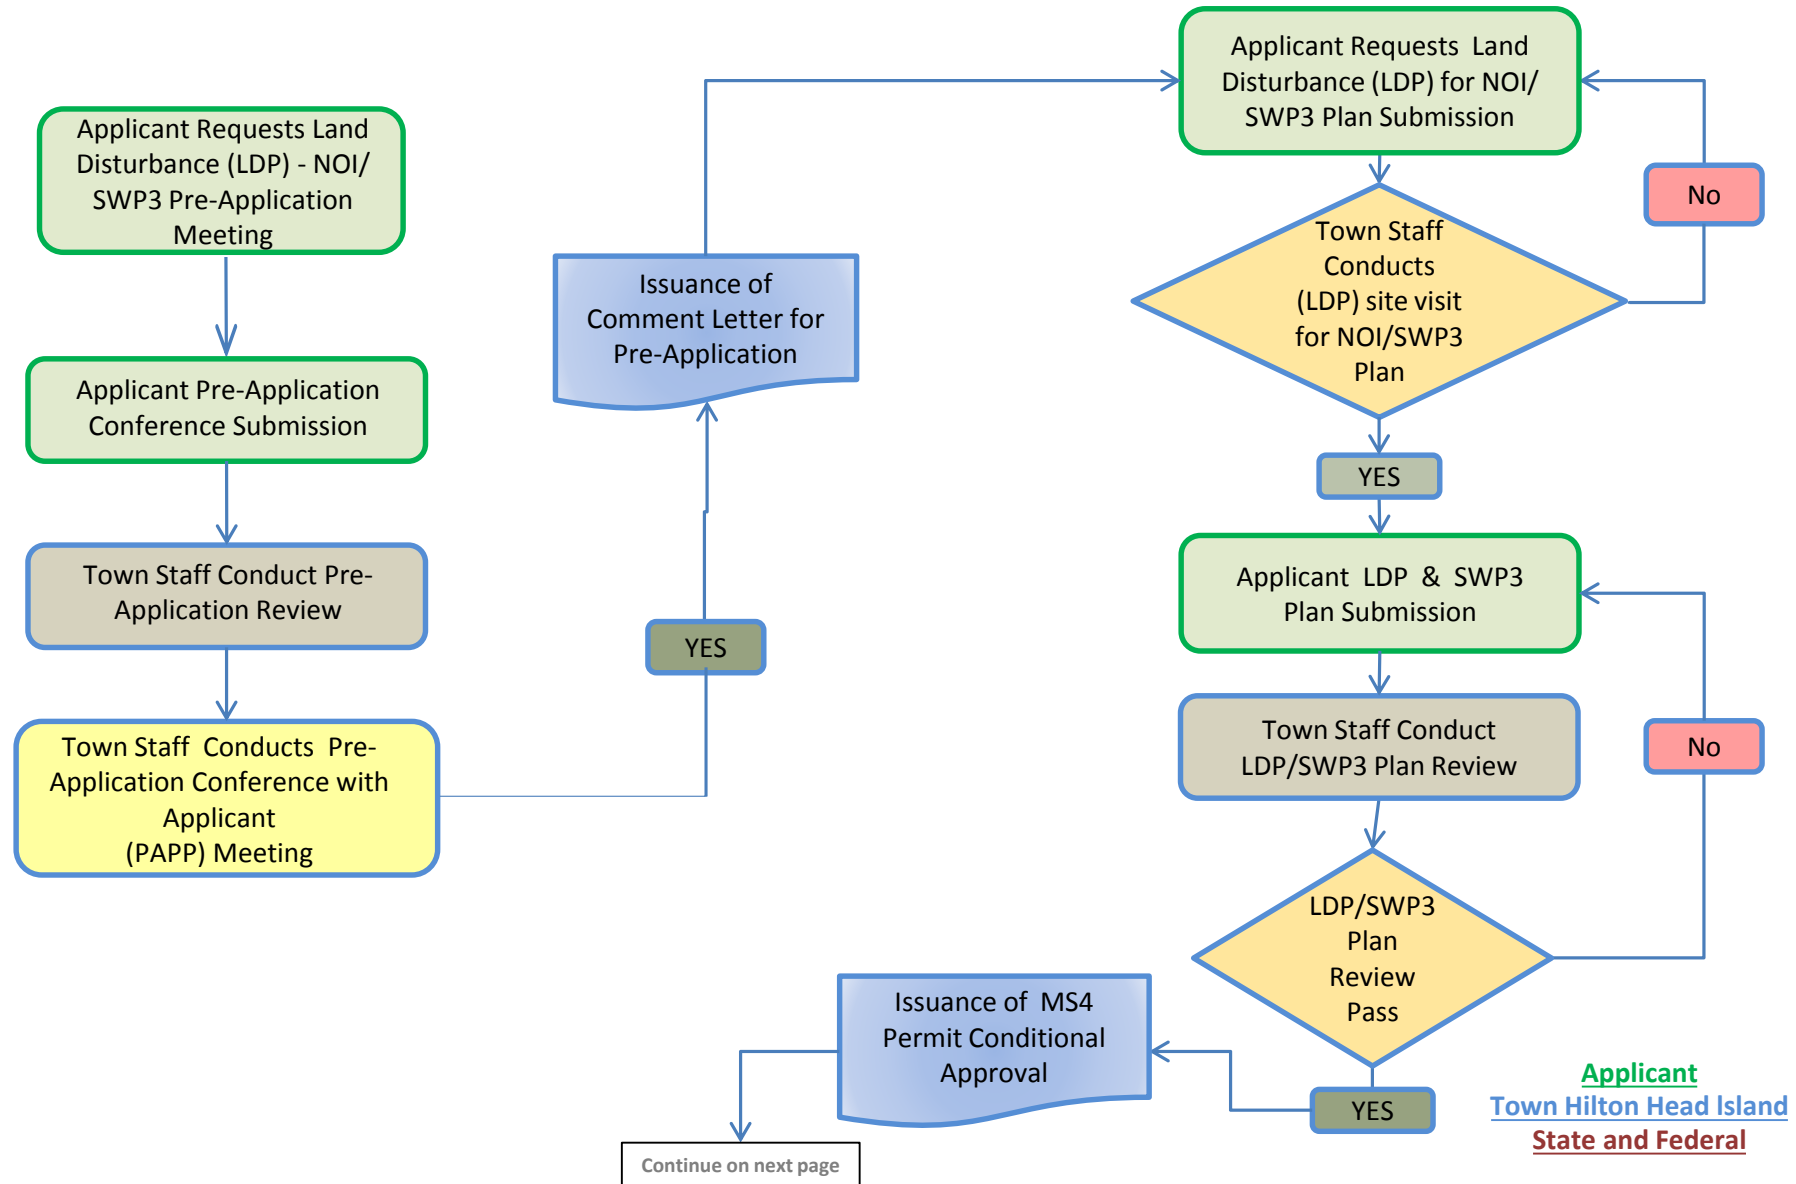 Applicant Requests Land
Disturbance (LDP) - NOI/
SWP3 Pre-Application
Meeting
Applicant Pre-Application
Conference Submission
Town Staff Conduct Pre-
Application Review
Town Staff Conducts Pre-
Application Conference with
Applicant
(PAPP) Meeting
YES
Issuance of
Comment Letter for
Pre-Application
Applicant Requests Land
Disturbance (LDP) for NOI/
SWP3 Plan Submission
No
Town Staff
Conducts
(LDP) site visit
for NOI/SWP3
Plan
YES
Applicant LDP & SWP3
Plan Submission
Town Staff Conduct
LDP/SWP3 Plan Review
No
LDP/SWP3
Plan
Review
Pass
YES
Issuance of MS4
Permit Conditional
Approval
Continue on next page
Applicant
Town Hilton Head Island
State and Federal